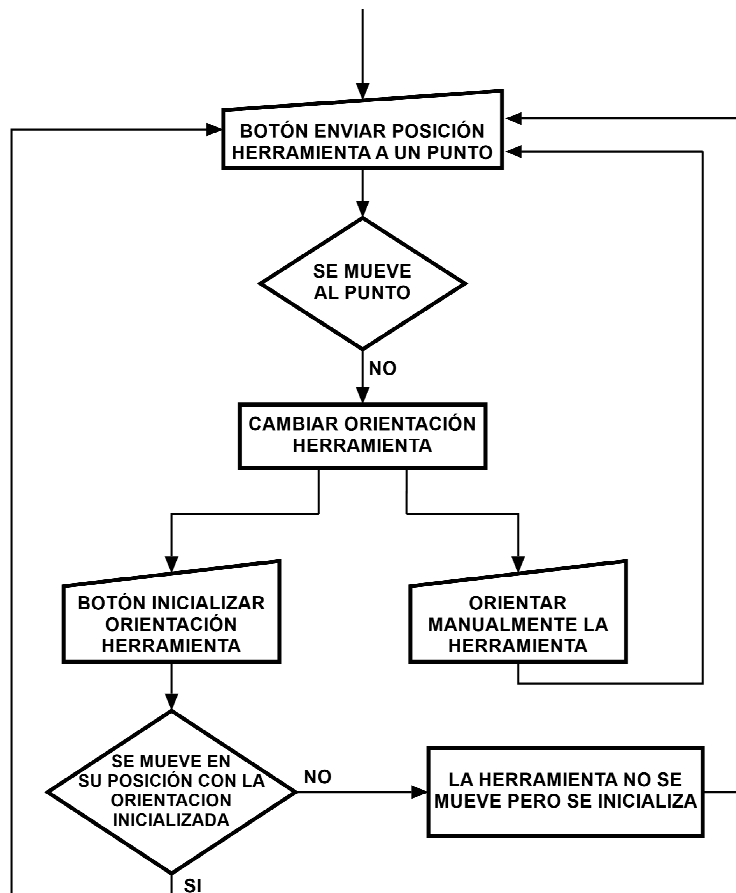 BOTÓN ENVIAR POSICIÓN
HERRAMIENTA A UN PUNTO
SE MUEVE
AL PUNTO
NO
CAMBIAR ORIENTACIÓN
HERRAMIENTA
BOTÓN INICIALIZAR
ORIENTACIÓN
HERRAMIENTA
ORIENTAR
MANUALMENTE LA
HERRAMIENTA
SE MUEVE EN
SU POSICIÓN CON LA
ORIENTACION
INICIALIZADA
NO
LA HERRAMIENTA NO SE
MUEVE PERO SE INICIALIZA
SI